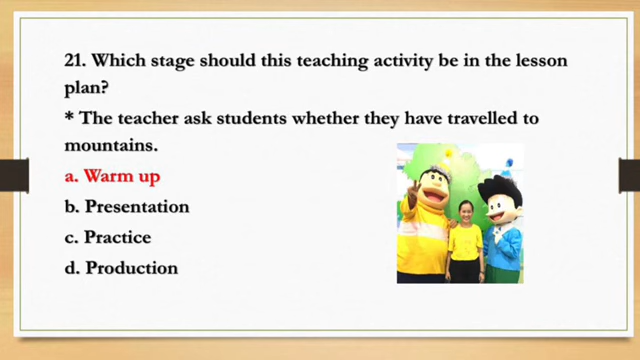 21. Which stage should this teaching activity be in the lesson
plan?
* The teacher ask students whether they have travelled to
mountains.
a. Warm up
b. Presentation
c. Practice
d. Production